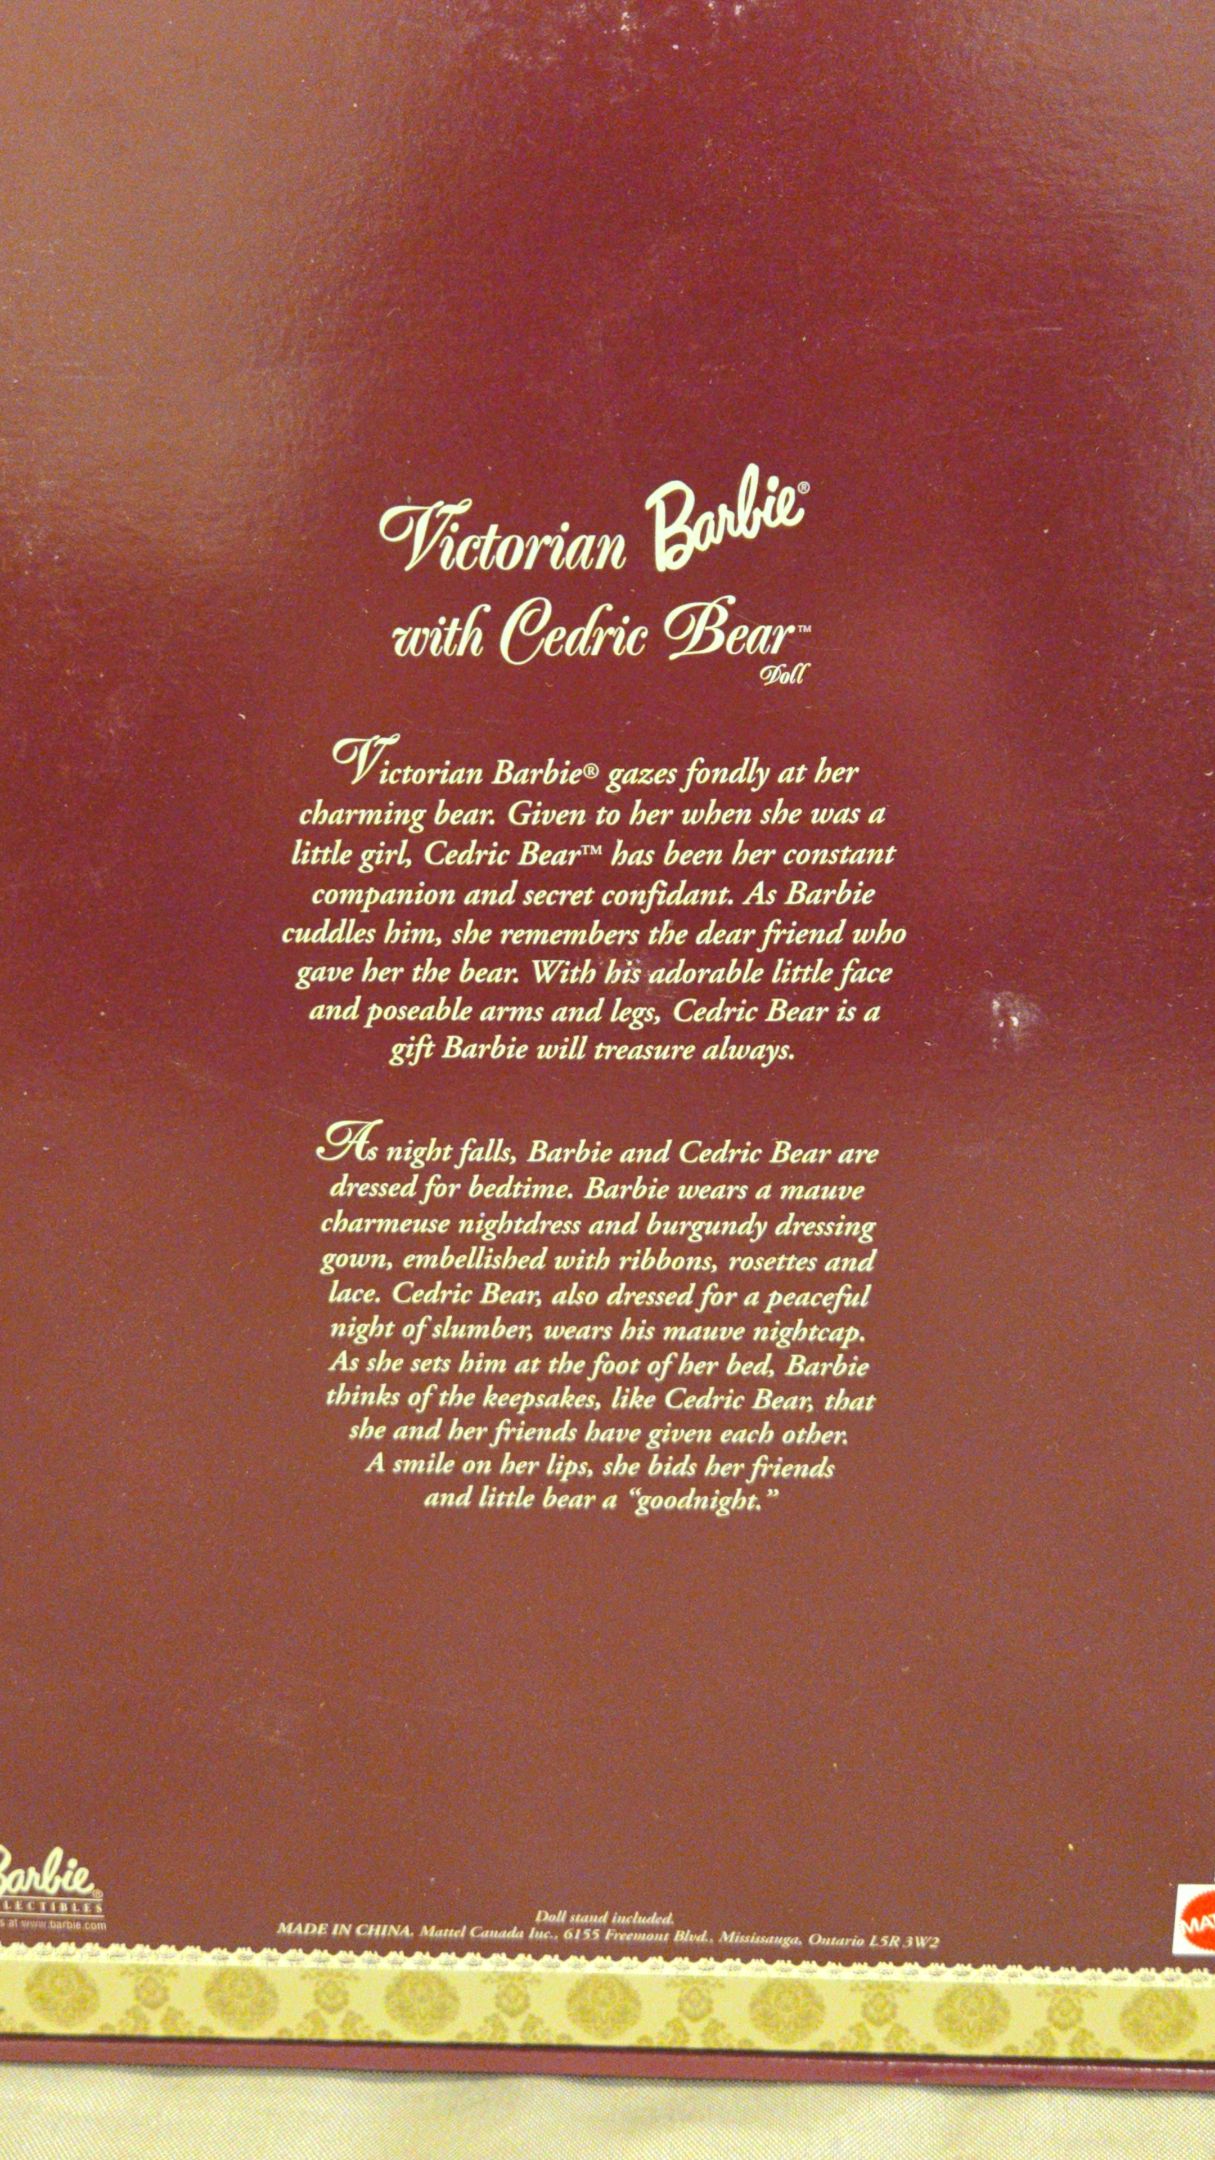 Victorian Barbie®
with Cedric Bear™
Doll
Victorian Barbie® gazes fondly at her
charming bear. Given to her when she was a
little girl, Cedric Bear™ has been her constant
companion and secret confidant. As Barbie
cuddles him, she remembers the dear friend who
gave her the bear. With his adorable little face
and poseable arms and legs, Cedric Bear is a
gift Barbie will treasure always.
As night falls, Barbie and Cedric Bear are
dressed for bedtime. Barbie wears a mauve
charmeuse nightdress and burgundy dressing
gown, embellished with ribbons, rosettes and
lace. Cedric Bear, also dressed for a peaceful
night of slumber, wears his mauve nightcap.
As she sets him at the foot of her bed, Barbie
thinks of the keepsakes, like Cedric Bear, that
she and her friends have given each other.
A smile on her lips, she bids her friends
and little bear a “goodnight.”
Barbie®
LECTIBLES
s at www.barbie.com
Doll stand included.
MADE IN CHINA. Mattel Canada Inc., 6155 Freemont Blvd., Mississauga, Ontario L5R 3W2
MAT